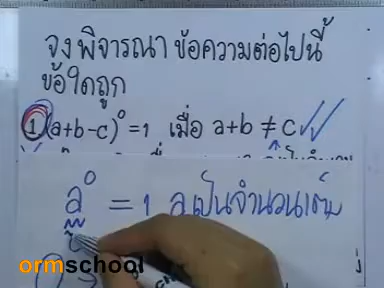 จงพิจารณา ข้อความต่อไปนี้
ข้อใดถูก
1 (a+b-c)⁰ = 1 เมื่อ a+b ≠ c
a⁰ = 1 a เป็นจำนวนเต็ม
ormschool